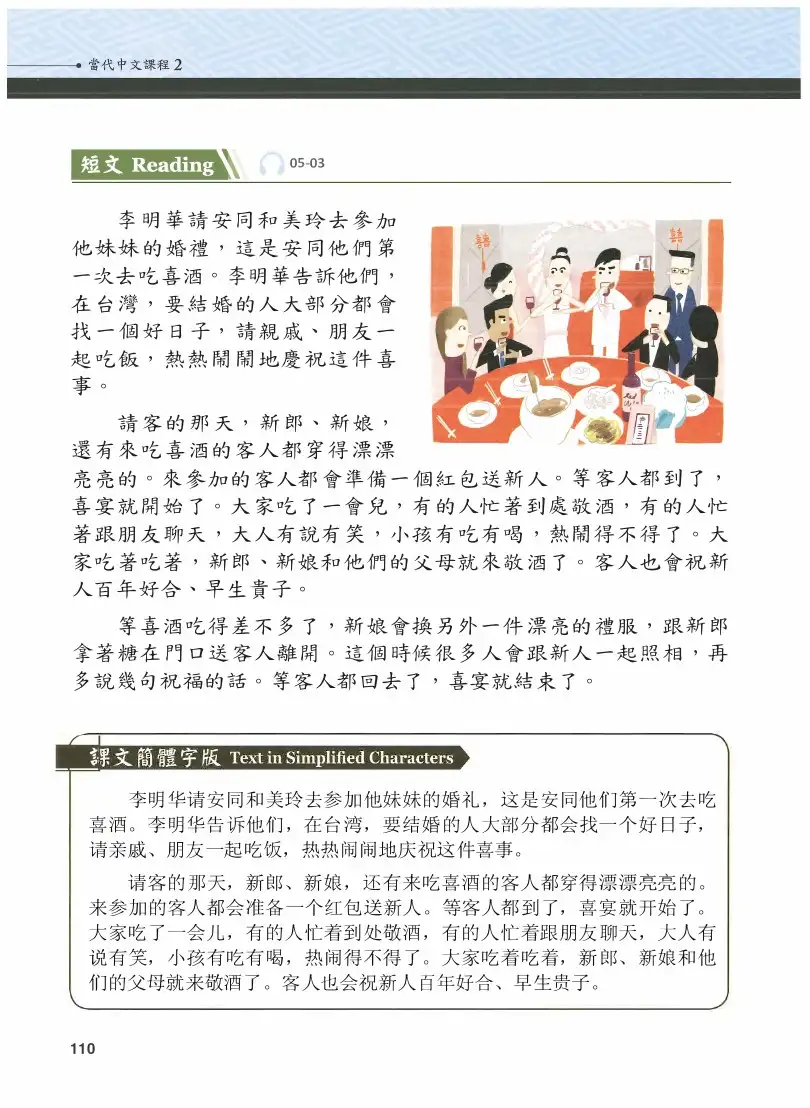 當代中文課程 2
短文 Reading
05-03
李明華請安同和美玲去參加
他妹妹的婚禮，這是安同他們第
一次去吃喜酒。李明華告訴他們，
在台灣，要結婚的人大部分都會
找一個好日子，請親戚、朋友一
起吃飯，熱熱鬧鬧地慶祝這件喜
事。
請客的那天，新郎、新娘，
還有來吃喜酒的客人都穿得漂漂
亮亮的。來參加的客人都會準備一個紅包送新人。等客人都到了，
喜宴就開始了。大家吃了一會兒，有的人忙著到處敬酒，有的人忙
著跟朋友聊天，大人有說有笑，小孩有吃有喝，熱鬧得不得了。大
家吃著吃著，新郎、新娘和他們的父母就來敬酒了。客人也會祝新
人百年好合、早生貴子。
等喜酒吃得差不多了，新娘會換另外一件漂亮的禮服，跟新郎
拿著糖在門口送客人離開。這個時候很多人會跟新人一起照相，再
多說幾句祝福的話。等客人都回去了，喜宴就結束了。
囍
囍
課文簡體字版 Text in Simplified Characters
李明华请安同和美玲去参加他妹妹的婚礼，这是安同他们第一次去吃
喜酒。李明华告诉他们，在台湾，要结婚的人大部分都会找一个好日子，
请亲戚、朋友一起吃饭，热热闹闹地庆祝这件喜事。
请客的那天，新郎、新娘，还有来吃喜酒的客人都穿得漂漂亮亮的。
来参加的客人都会准备一个红包送新人。等客人都到了，喜宴就开始了。
大家吃了一会儿，有的人忙着到处敬酒，有的人忙着跟朋友聊天，大人有
说有笑，小孩有吃有喝，热闹得不得了。大家吃着吃着，新郎、新娘和他
们的父母就来敬酒了。客人也会祝新人百年好合、早生贵子。
110